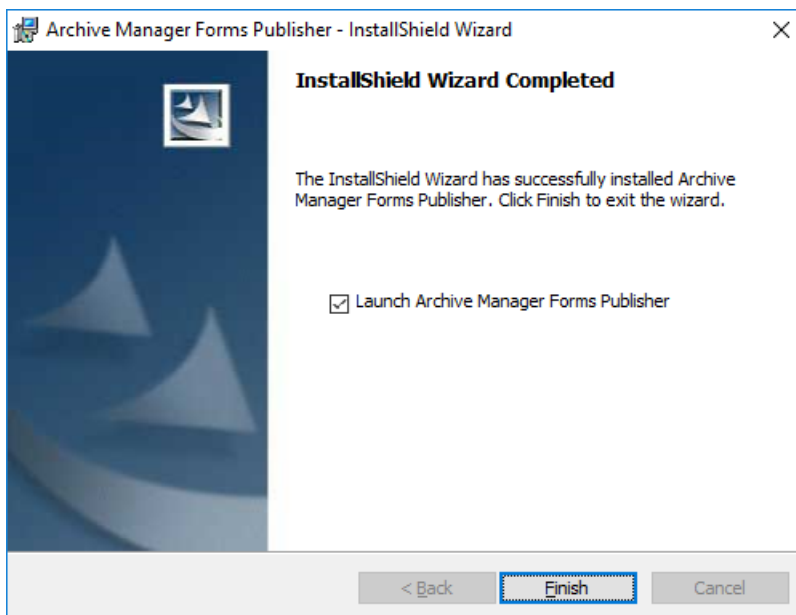 Archive Manager Forms Publisher - InstallShield Wizard
InstallShield Wizard Completed
The InstallShield Wizard has successfully installed Archive
Manager Forms Publisher. Click Finish to exit the wizard.
Launch Archive Manager Forms Publisher
< Back
Finish
Cancel